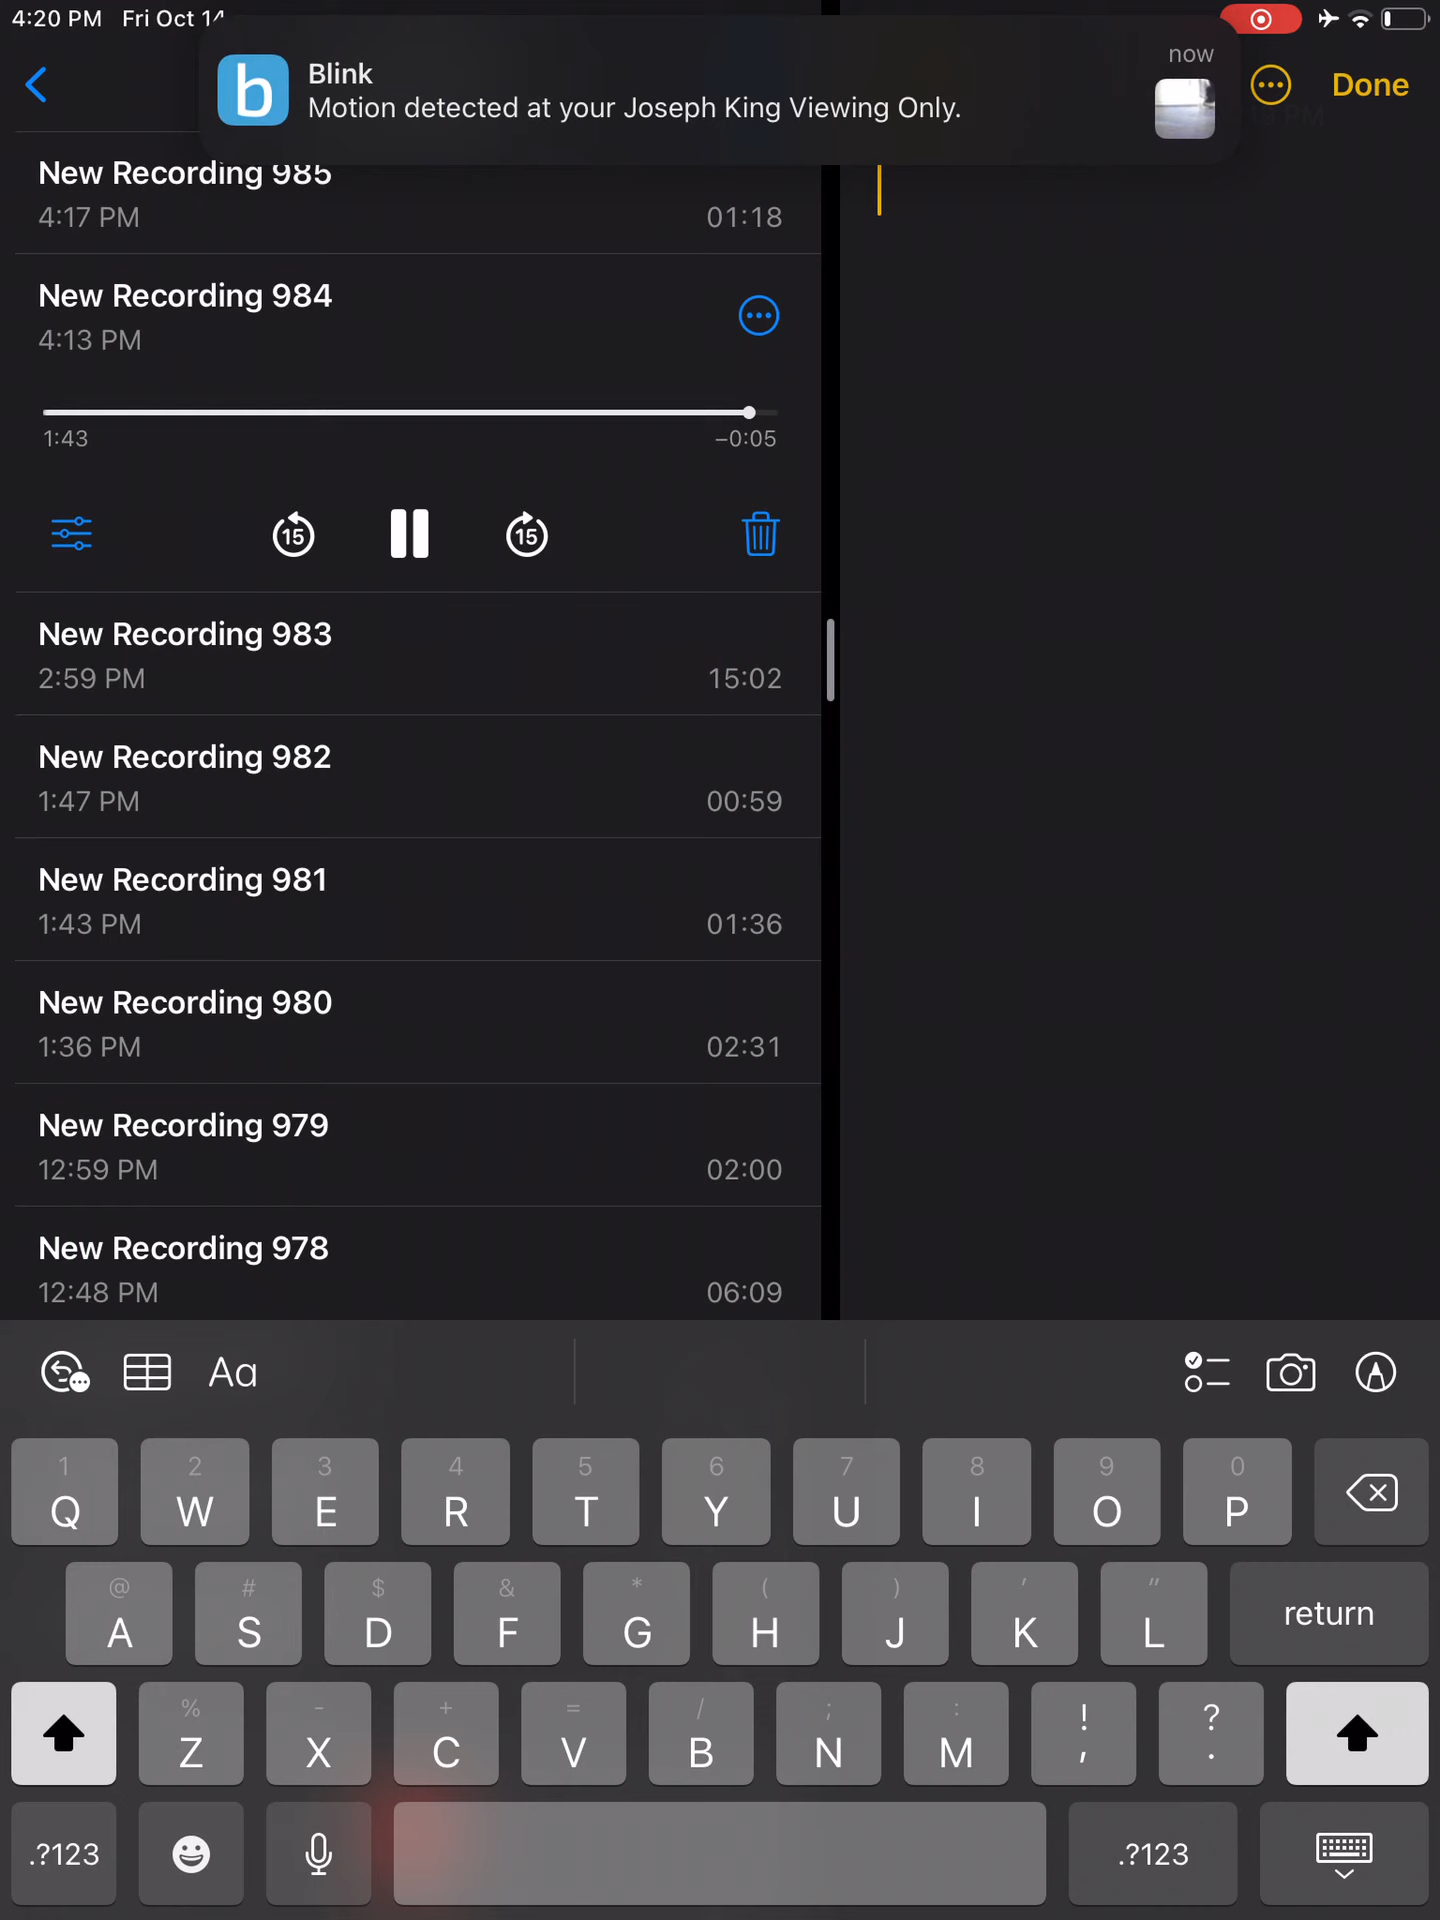 4:20 PM Fri Oct 14
Blink
now
Motion detected at your Joseph King Viewing Only.
Done
New Recording 985
4:17 PM
01:18
New Recording 984
4:13 PM
1:43
−0:05
15
15
New Recording 983
2:59 PM
15:02
New Recording 982
1:47 PM
00:59
New Recording 981
1:43 PM
01:36
New Recording 980
1:36 PM
02:31
New Recording 979
12:59 PM
02:00
New Recording 978
12:48 PM
06:09
Aa
1 2 3 4 5 6 7 8 9 0
Q W E R T Y U I O P
@ # $ & * ( ) ' "
A S D F G H J K L return
% - + = / ; : ! ?
Z X C V B N M , .
.?123 .?123